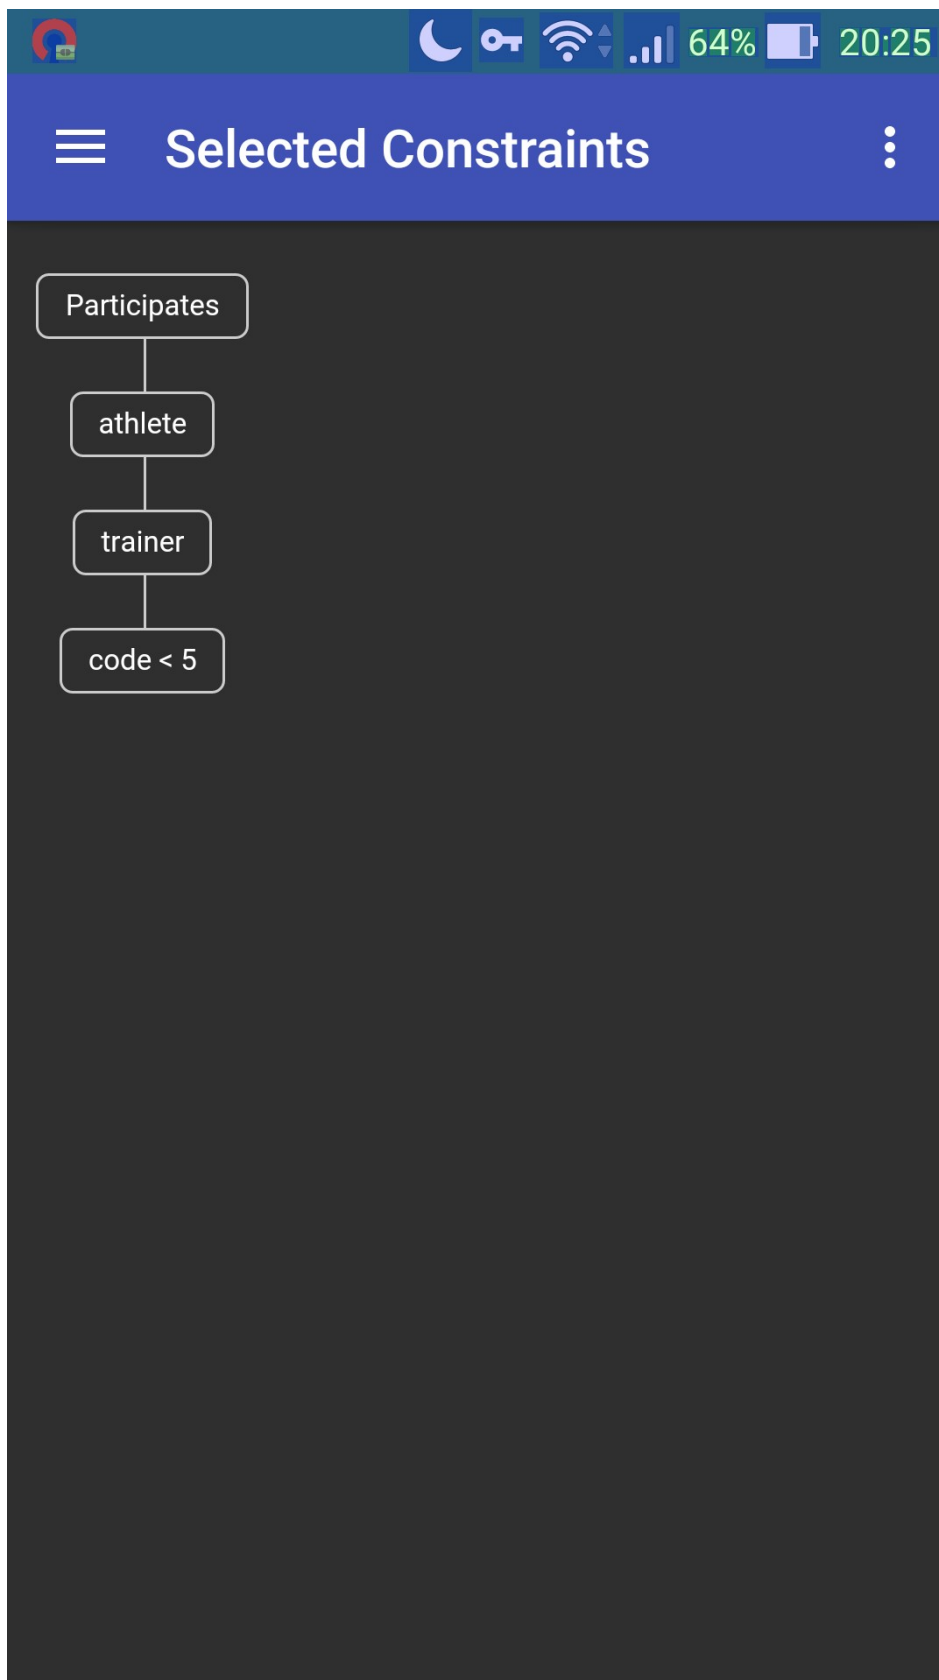 64% 20:25
Selected Constraints
Participates
athlete
trainer
code < 5